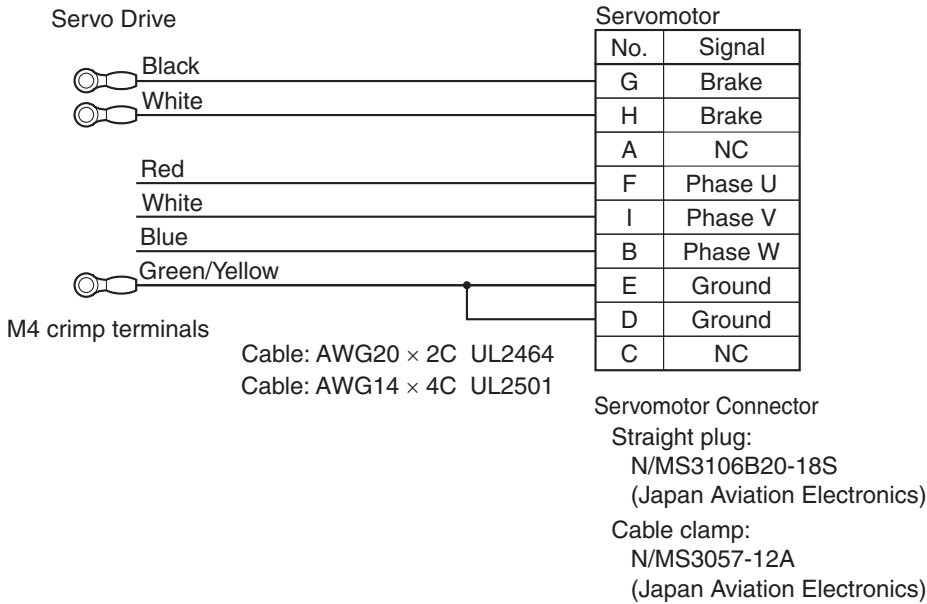 Servo Drive
Servomotor
No. Signal
Black
G Brake
White
H Brake
A NC
Red
F Phase U
White
I Phase V
Blue
B Phase W
Green/Yellow
E Ground
M4 crimp terminals
D Ground
Cable: AWG20 × 2C UL2464
C NC
Cable: AWG14 × 4C UL2501
Servomotor Connector
Straight plug:
N/MS3106B20-18S
(Japan Aviation Electronics)
Cable clamp:
N/MS3057-12A
(Japan Aviation Electronics)